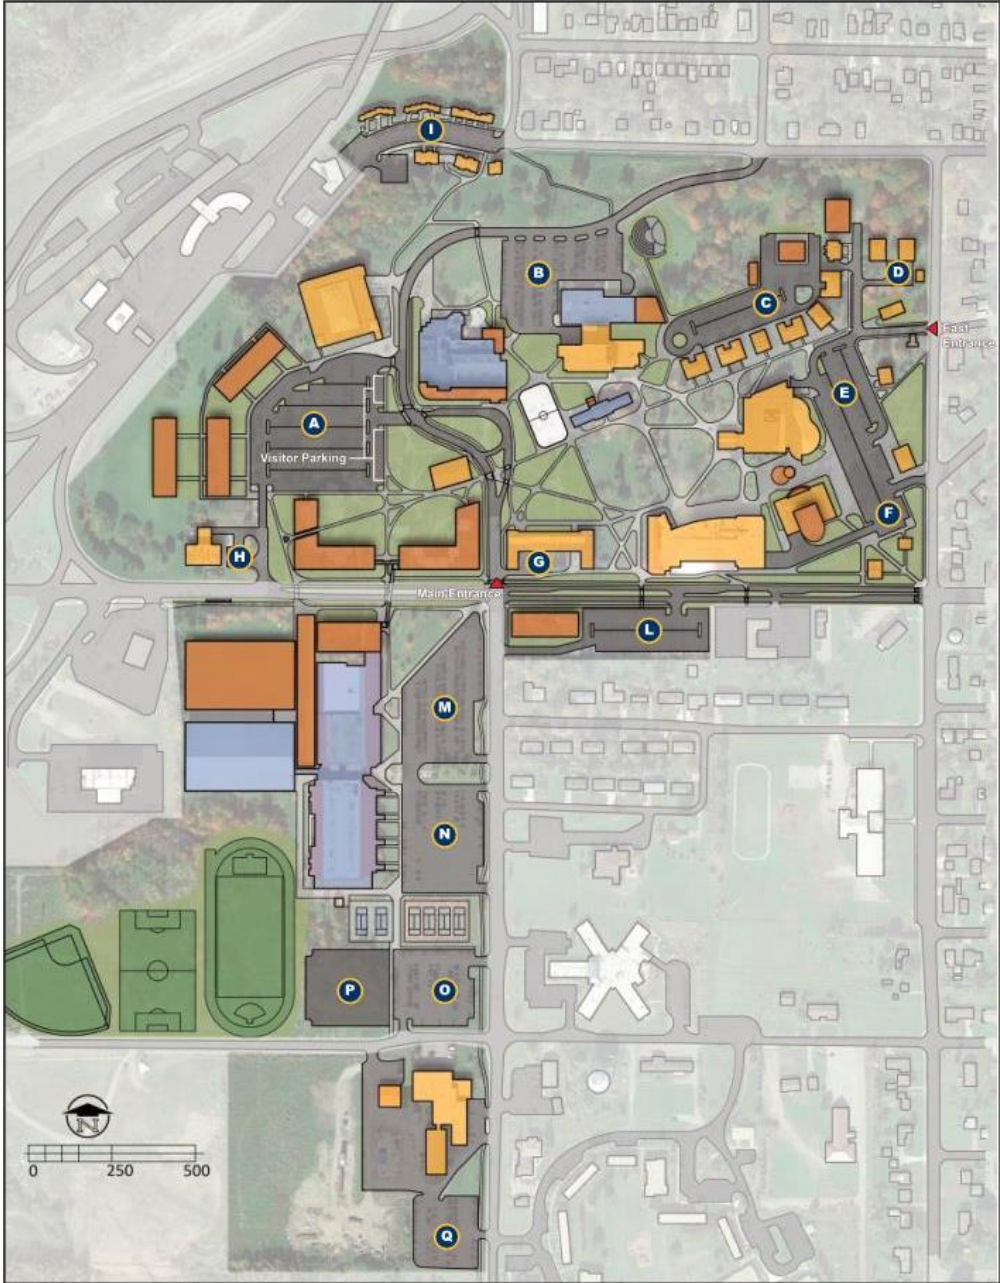 I
B
D
C
East
Entrance
E
A
Visitor Parking
F
H
G
Main Entrance
L
M
N
P
O
N
0
250
500
Q